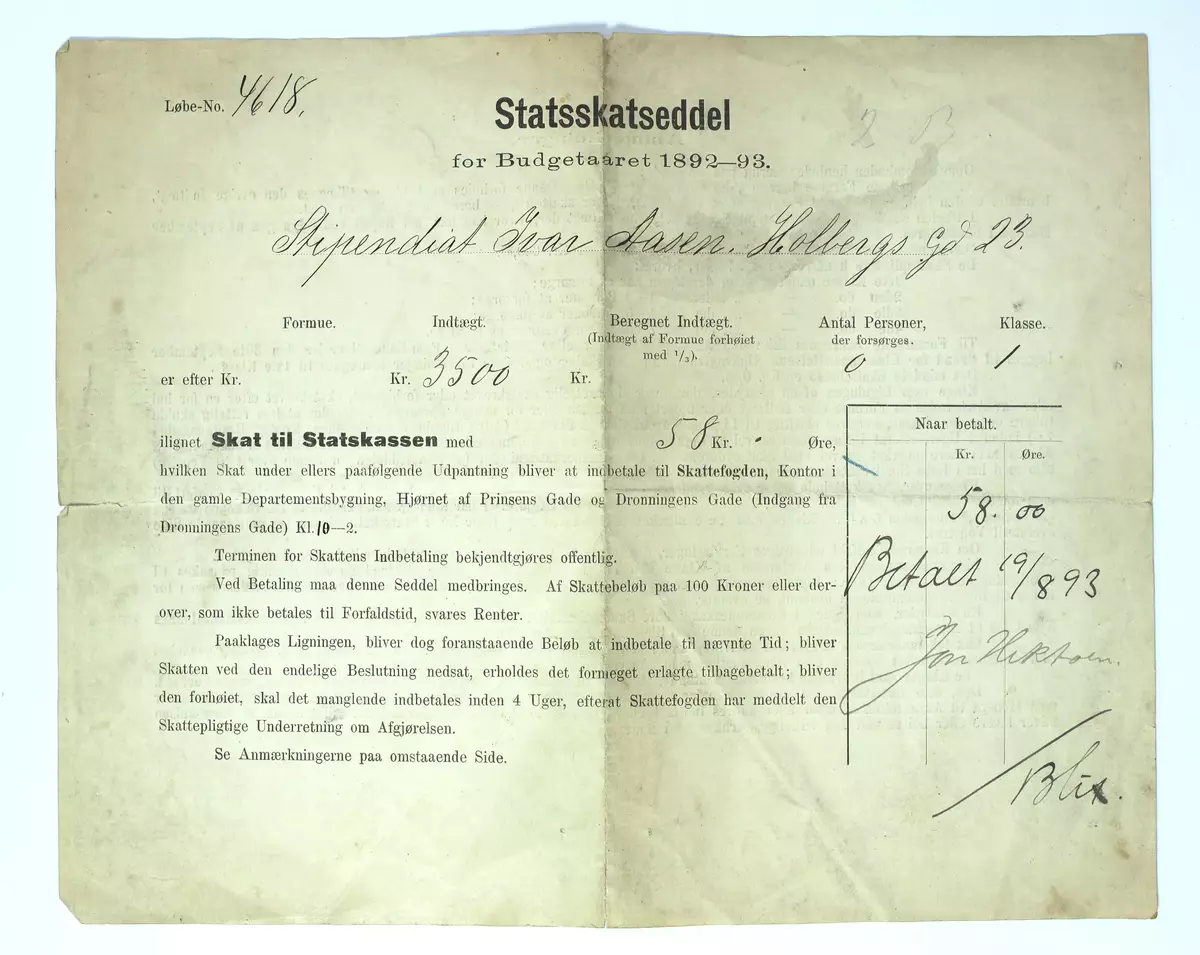 Løbe-No. 4618.
Statsskatseddel
for Budgetaaret 1892—93.
2 B
Stipendiat Ivar Aasen. Holbergs gd 23.
Formue. Indtægt. Beregnet Indtægt. Antal Personer, Klasse.
(Indtægt af Formue forhøiet der forsørges.
med 1/3).
er efter Kr. Kr. 3500 Kr. 0 1
Naar betalt.
ilignet Skat til Statskassen med 58 Kr. Øre,
Kr. Øre.
hvilken Skat under ellers paafølgende Udpantning bliver at indbetale til Skattefogden, Kontor i
den gamle Departementsbygning, Hjørnet af Prinsens Gade og Dronningens Gade (Indgang fra
58. 00
Dronningens Gade) Kl. 10—2.
Terminen for Skattens Indbetaling bekjendtgjøres offentlig.
Betalt 19/8 93
Ved Betaling maa denne Seddel medbringes. Af Skattebeløb paa 100 Kroner eller der-
over, som ikke betales til Forfaldstid, svares Renter.
Paaklages Ligningen, bliver dog foranstaaende Beløb at indbetale til nævnte Tid; bliver
Jon
Skatten ved den endelige Beslutning nedsat, erholdes det formeget erlagte tilbagebetalt; bliver
den forhøiet, skal det manglende indbetales inden 4 Uger, efterat Skattefogden har meddelt den
Skattepligtige Underretning om Afgjørelsen.
Se Anmærkningerne paa omstaaende Side.
Blix.